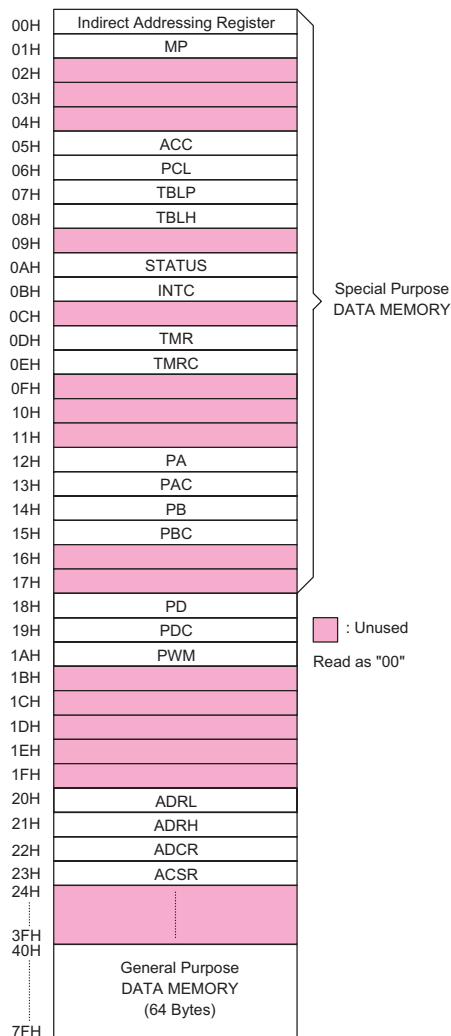 00H Indirect Addressing Register
01H MP
02H
03H
04H
05H ACC
06H PCL
07H TBLP
08H TBLH
09H
0AH STATUS
0BH INTC
0CH
0DH TMR
0EH TMRC
0FH
10H
11H
12H PA
13H PAC
14H PB
15H PBC
16H
17H
18H PD
19H PDC
1AH PWM
1BH
1CH
1DH
1EH
1FH
20H ADRL
21H ADRH
22H ADCR
23H ACSR
24H
3FH
40H
General Purpose
DATA MEMORY
(64 Bytes)
7FH
Special Purpose
DATA MEMORY
: Unused
Read as "00"